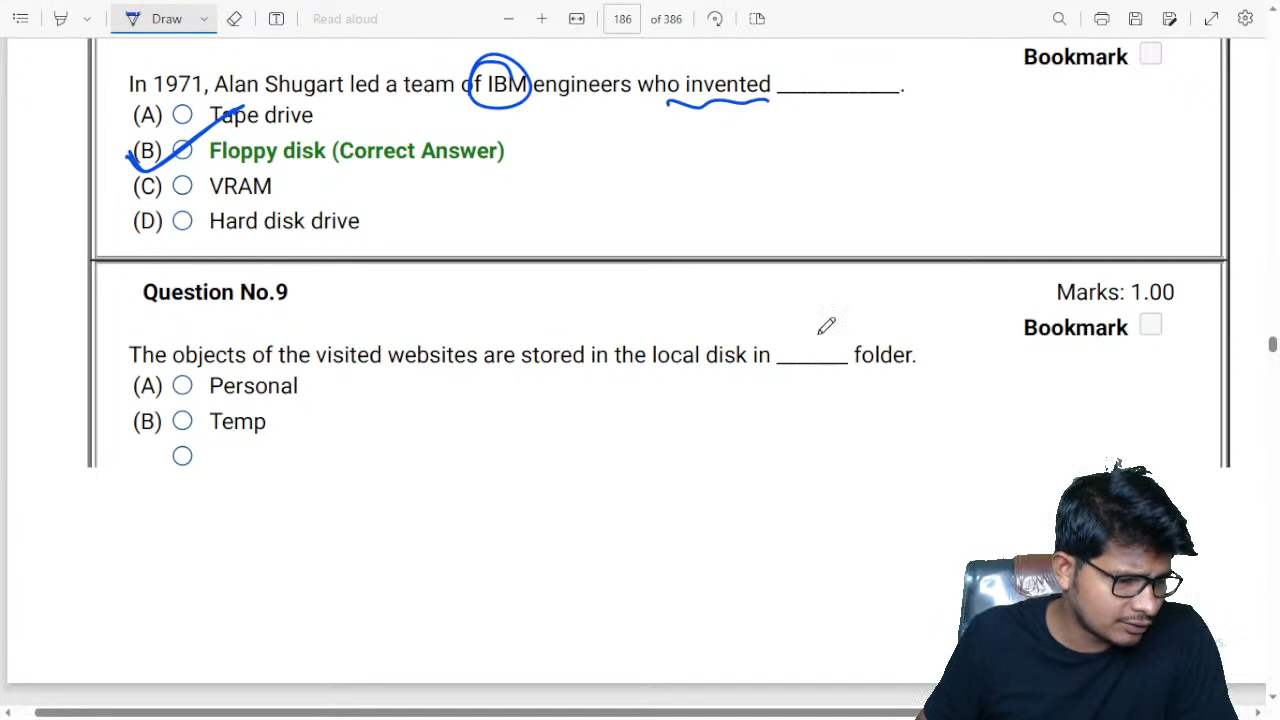 Draw
Read aloud
186 of 386
Bookmark
In 1971, Alan Shugart led a team of IBM engineers who invented ___________.
(A) Tape drive
(B) Floppy disk (Correct Answer)
(C) VRAM
(D) Hard disk drive
Question No.9
Marks: 1.00
Bookmark
The objects of the visited websites are stored in the local disk in ______ folder.
(A) Personal
(B) Temp